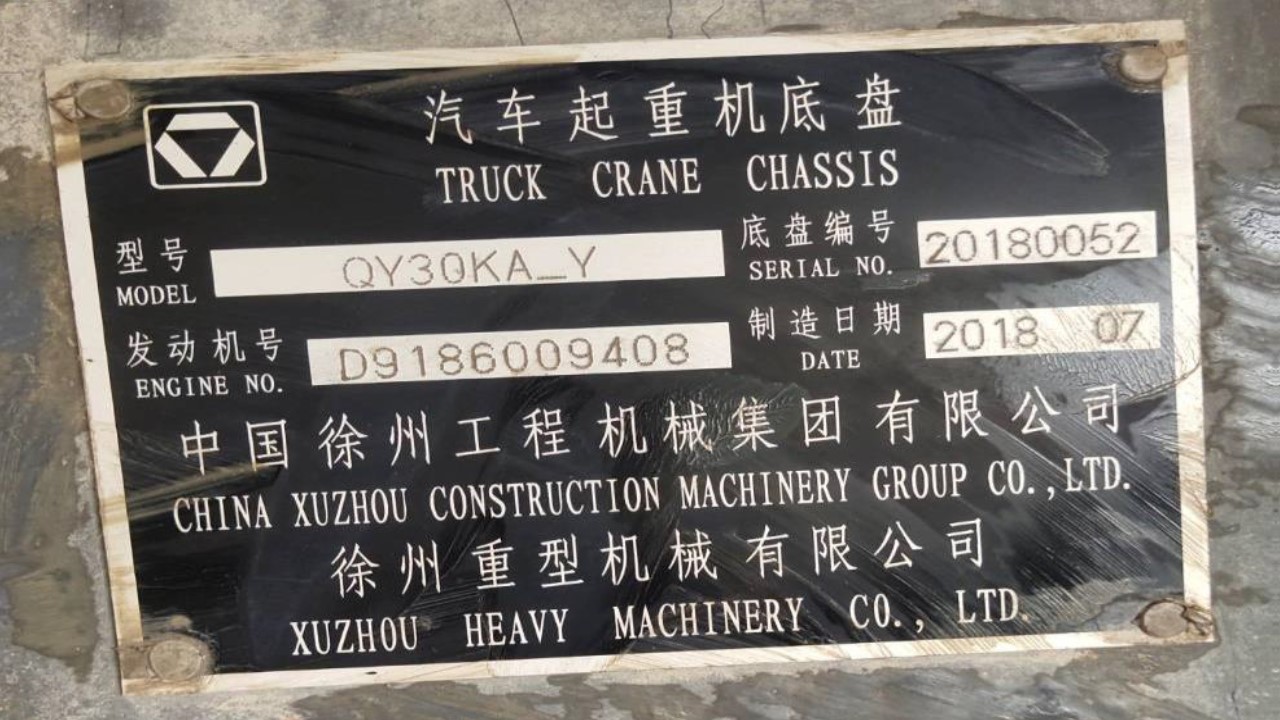 汽车起重机底盘
TRUCK CRANE CHASSIS
型号 QY30KA_Y
MODEL
底盘编号 20180052
SERIAL NO.
发动机号 D9186009408
ENGINE NO.
制造日期 2018 07
DATE
中国徐州工程机械集团有限公司
CHINA XUZHOU CONSTRUCTION MACHINERY GROUP CO.,LTD.
徐州重型机械有限公司
XUZHOU HEAVY MACHINERY CO., LTD.